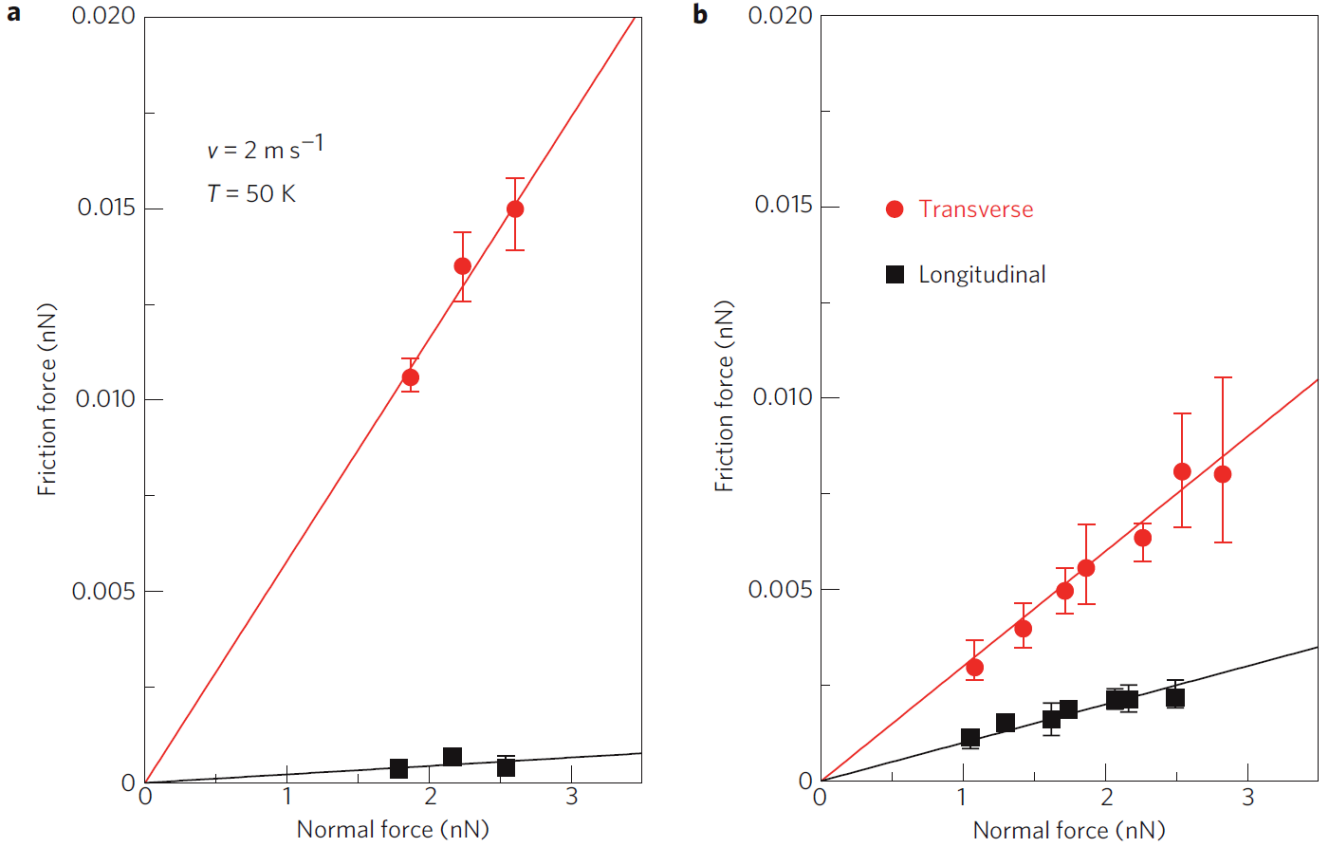 a
0.020
0.015
0.010
0.005
0
v = 2 m s⁻¹
T = 50 K
Friction force (nN)
0 1 2 3
Normal force (nN)
b
0.020
0.015
0.010
0.005
0
Transverse
Longitudinal
Friction force (nN)
0 1 2 3
Normal force (nN)